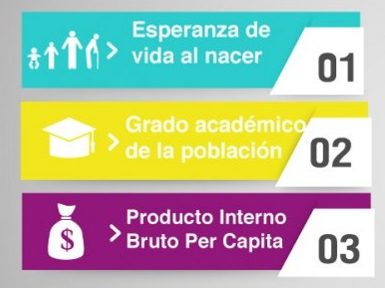 Esperanza de
vida al nacer
01
Grado académico
de la población
02
Producto Interno
Bruto Per Capita
03
$